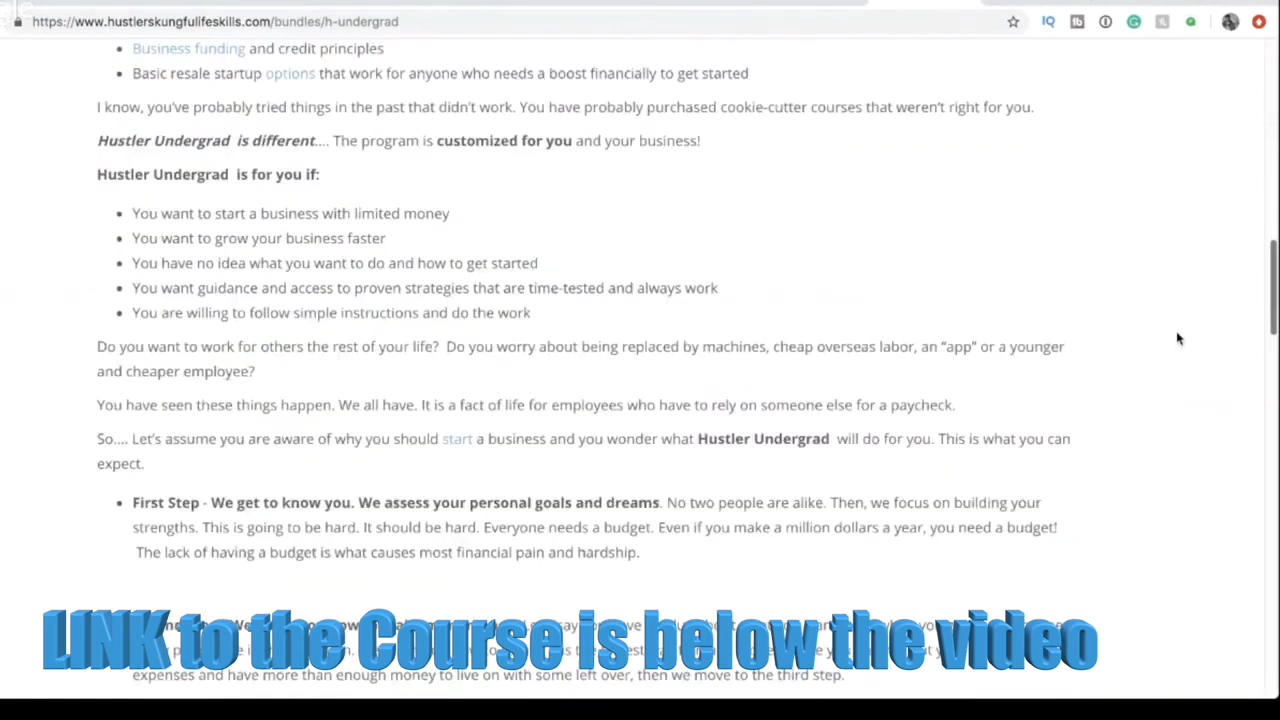 https://www.hustlerskungfulifeskills.com/bundles/h-undergrad
Business funding and credit principles
Basic resale startup options that work for anyone who needs a boost financially to get started
I know, you've probably tried things in the past that didn't work. You have probably purchased cookie-cutter courses that weren't right for you.
Hustler Undergrad is different.... The program is customized for you and your business!
Hustler Undergrad is for you if:
You want to start a business with limited money
You want to grow your business faster
You have no idea what you want to do and how to get started
You want guidance and access to proven strategies that are time-tested and always work
You are willing to follow simple instructions and do the work
Do you want to work for others the rest of your life? Do you worry about being replaced by machines, cheap overseas labor, an “app” or a younger
and cheaper employee?
You have seen these things happen. We all have. It is a fact of life for employees who have to rely on someone else for a paycheck.
So.... Let's assume you are aware of why you should start a business and you wonder what Hustler Undergrad will do for you. This is what you can
expect.
First Step - We get to know you. We assess your personal goals and dreams. No two people are alike. Then, we focus on building your
strengths. This is going to be hard. It should be hard. Everyone needs a budget. Even if you make a million dollars a year, you need a budget!
The lack of having a budget is what causes most financial pain and hardship.
LINK to the Course is below the video
expenses and have more than enough money to live on with some left over, then we move to the third step.